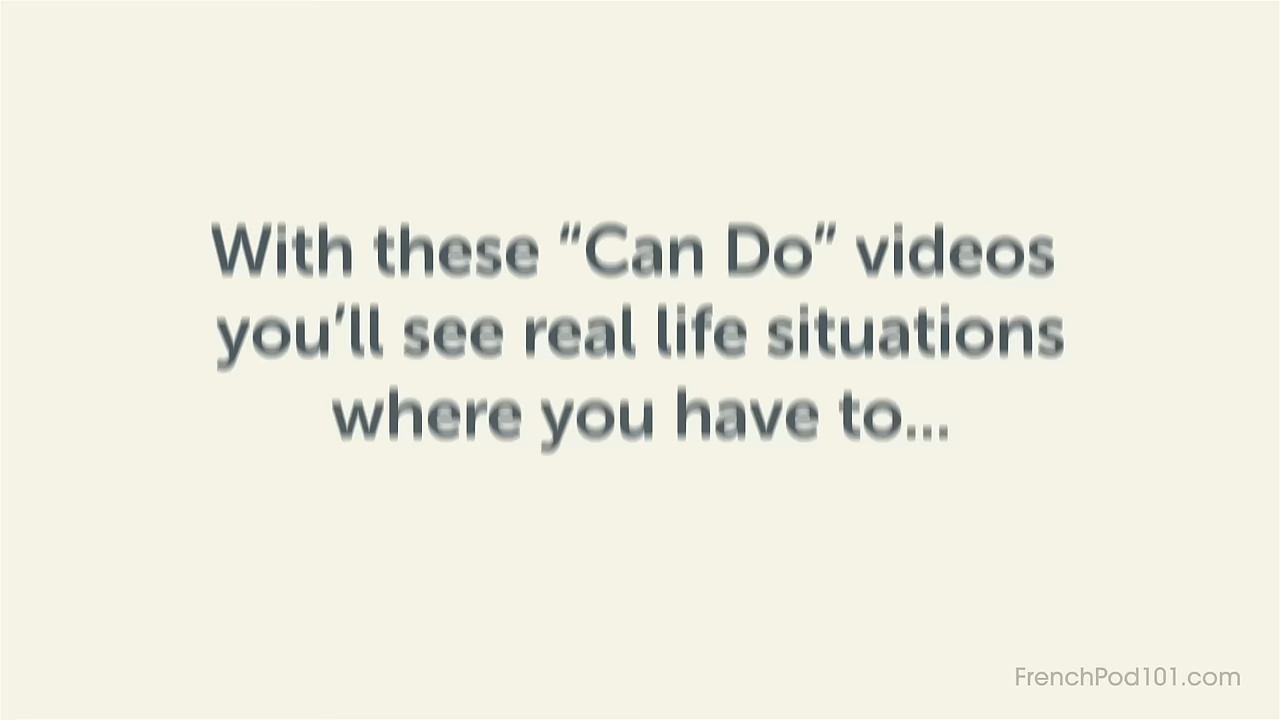 With these “Can Do” videos
you’ll see real life situations
where you have to...
FrenchPod101.com